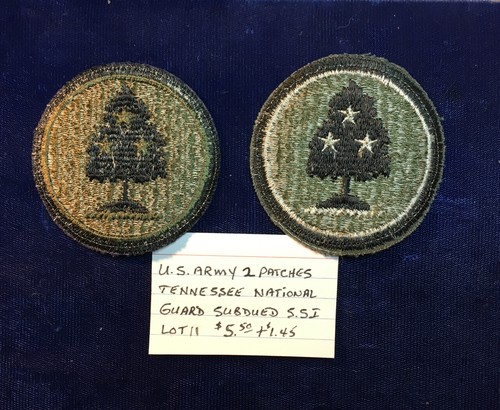 U.S. ARMY 2 PATCHES
TENNESSEE NATIONAL
GUARD SUBDUED S.S I
LOT 11 $5.50 + $1.45